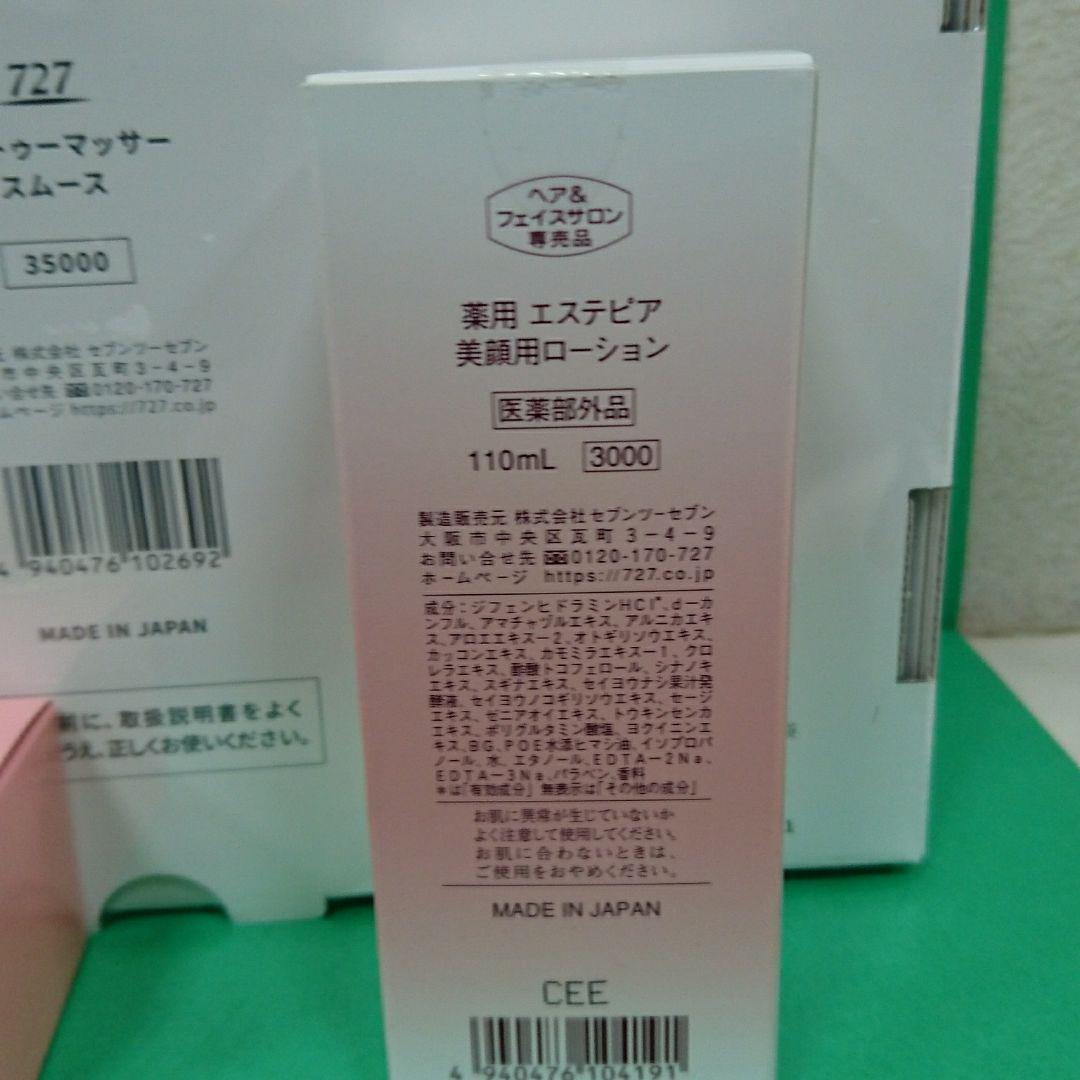 727
トゥーマッサー
スムース
35000
株式会社 セブンツーセブン
市中央区瓦町3-4-9
い合せ先 0120-170-727
ームページ https://727.co.jp
4 940476 102692
MADE IN JAPAN
前に、取扱説明書をよく
うえ、正しくお使いください。
ヘア&
フェイスサロン
専売品
薬用 エステピア
美顔用ローション
医薬部外品
110mL 3000
製造販売元 株式会社 セブンツーセブン
大阪市中央区瓦町3-4-9
お問い合せ先 0120-170-727
ホームページ https://727.co.jp
成分:ジフェンヒドラミンHCl*、d-カ
ンフル、アマチャヅルエキス、アルニカエキ
ス、アロエエキス-2、オトギリソウエキス、
カッコンエキス、カモミラエキス-1、クロ
レラエキス、酢酸トコフェロール、シナノキ
エキス、スギナエキス、セイヨウナシ果汁発
酵液、セイヨウノコギリソウエキス、セージ
エキス、ゼニアオイエキス、トウキンセンカ
エキス、ポリグルタミン酸塩、ヨクイニンエ
キス、BG、POE水添ヒマシ油、イソプロパ
ノール、水、エタノール、EDTA-2Na、
EDTA-3Na、パラベン、香料
*は「有効成分」無表示は「その他の成分」
お肌に異常が生じていないか
よく注意して使用してください。
お肌に合わないときは、
ご使用をおやめください。
MADE IN JAPAN
CEE
4 940476 104191